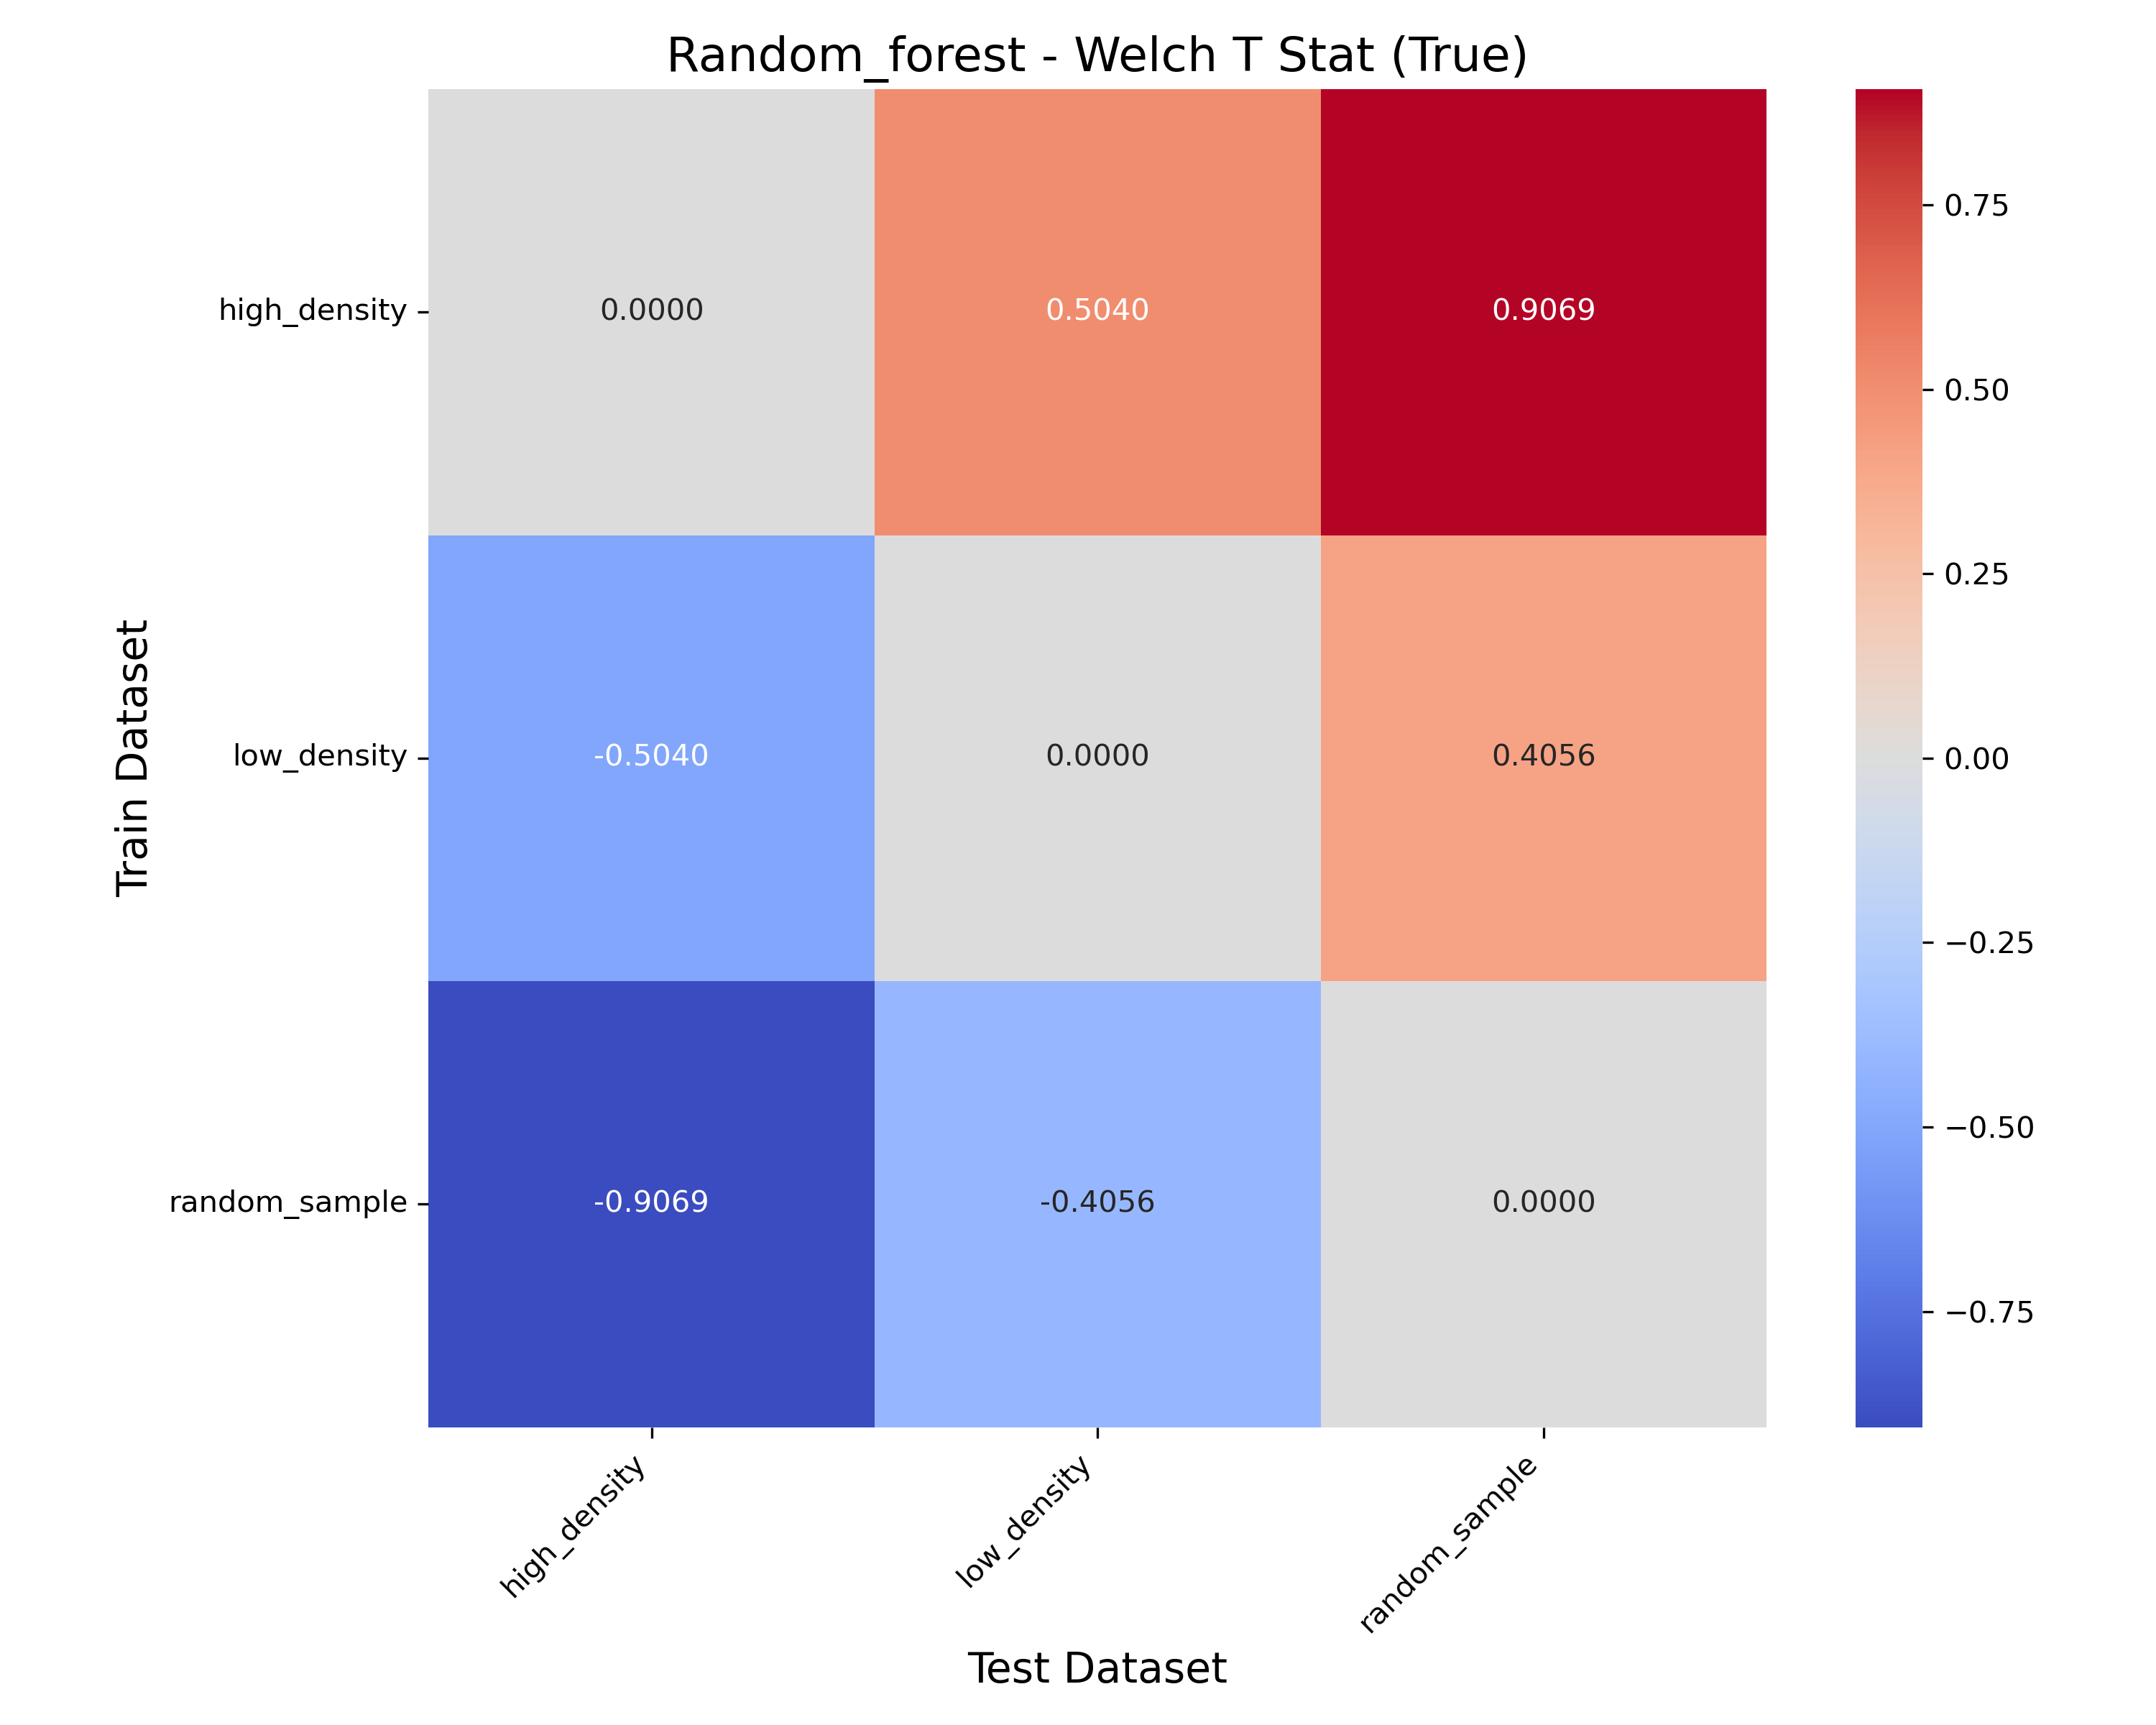 Random_forest - Welch T Stat (True)
Train Dataset
high_density
0.0000
0.5040
0.9069
low_density
-0.5040
0.0000
0.4056
random_sample
-0.9069
-0.4056
0.0000
high_density
low_density
random_sample
Test Dataset
0.75
0.50
0.25
0.00
−0.25
−0.50
−0.75